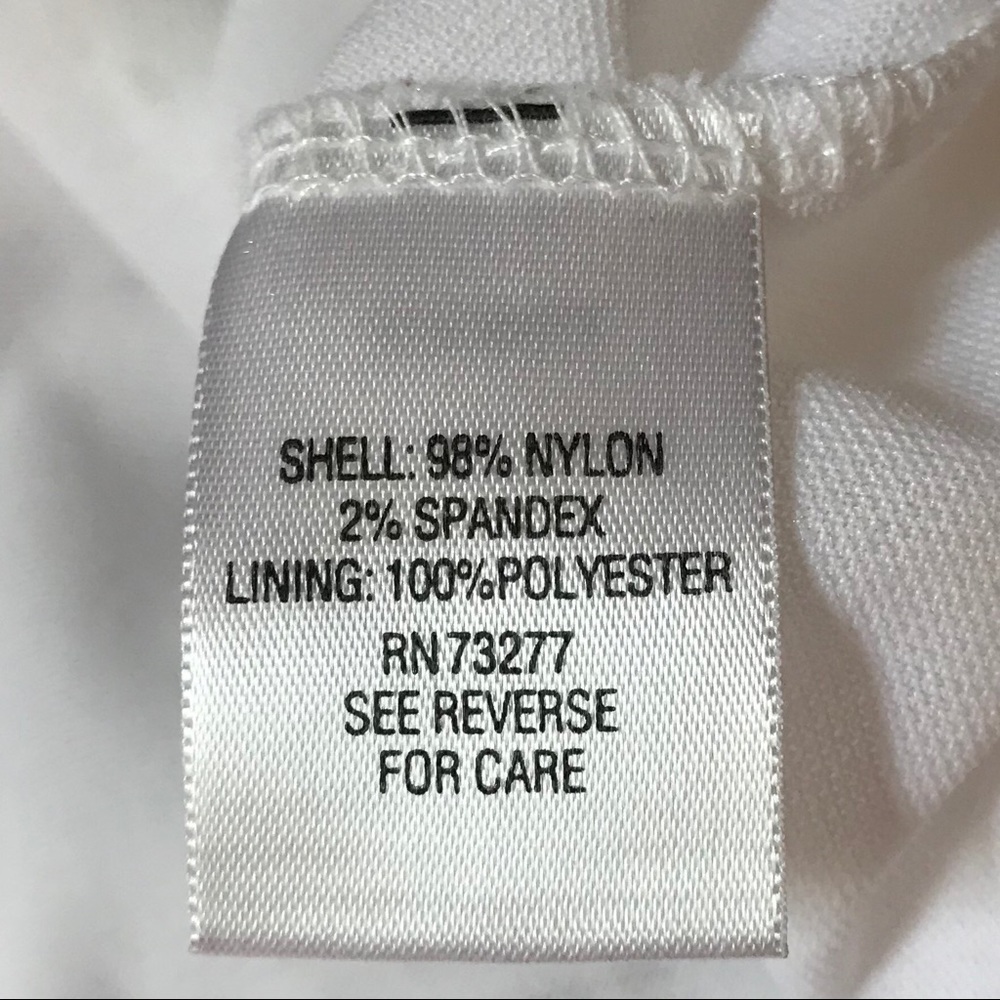 SHELL: 98% NYLON
2% SPANDEX
LINING: 100%POLYESTER
RN 73277
SEE REVERSE
FOR CARE